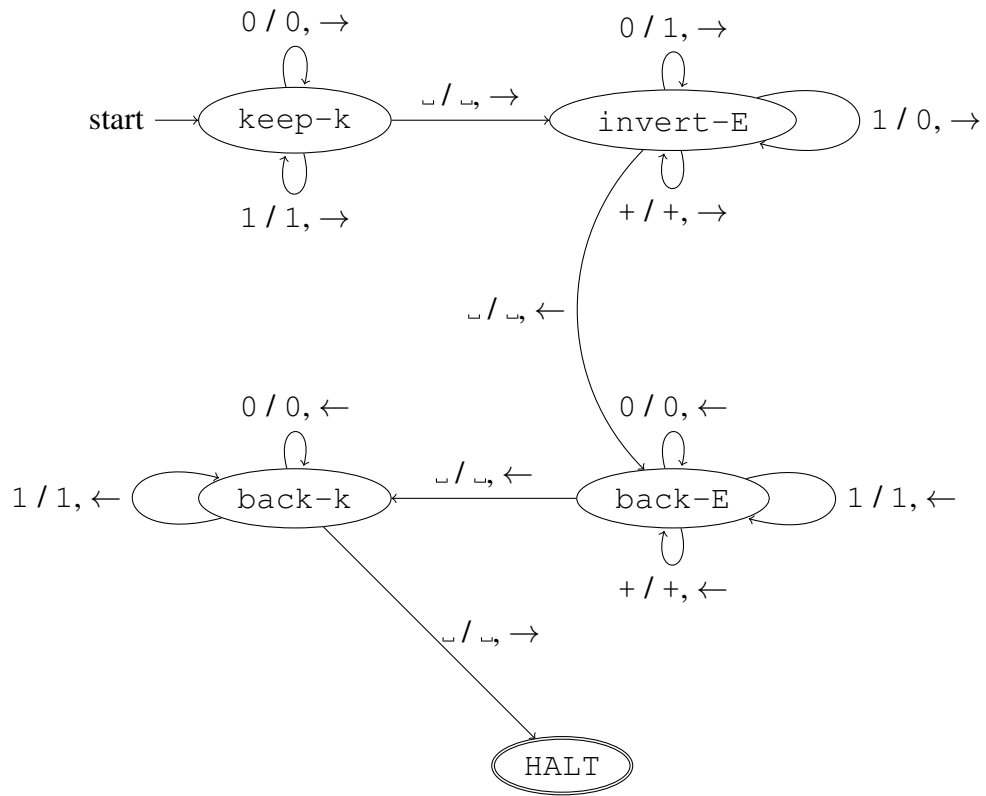 0 / 0, →
0 / 1, →
␣ / ␣, →
start
keep-k
invert-E
1 / 0, →
1 / 1, →
+ / +, →
␣ / ␣, ←
0 / 0, ←
0 / 0, ←
␣ / ␣, ←
1 / 1, ←
back-k
back-E
1 / 1, ←
+ / +, ←
␣ / ␣, →
HALT